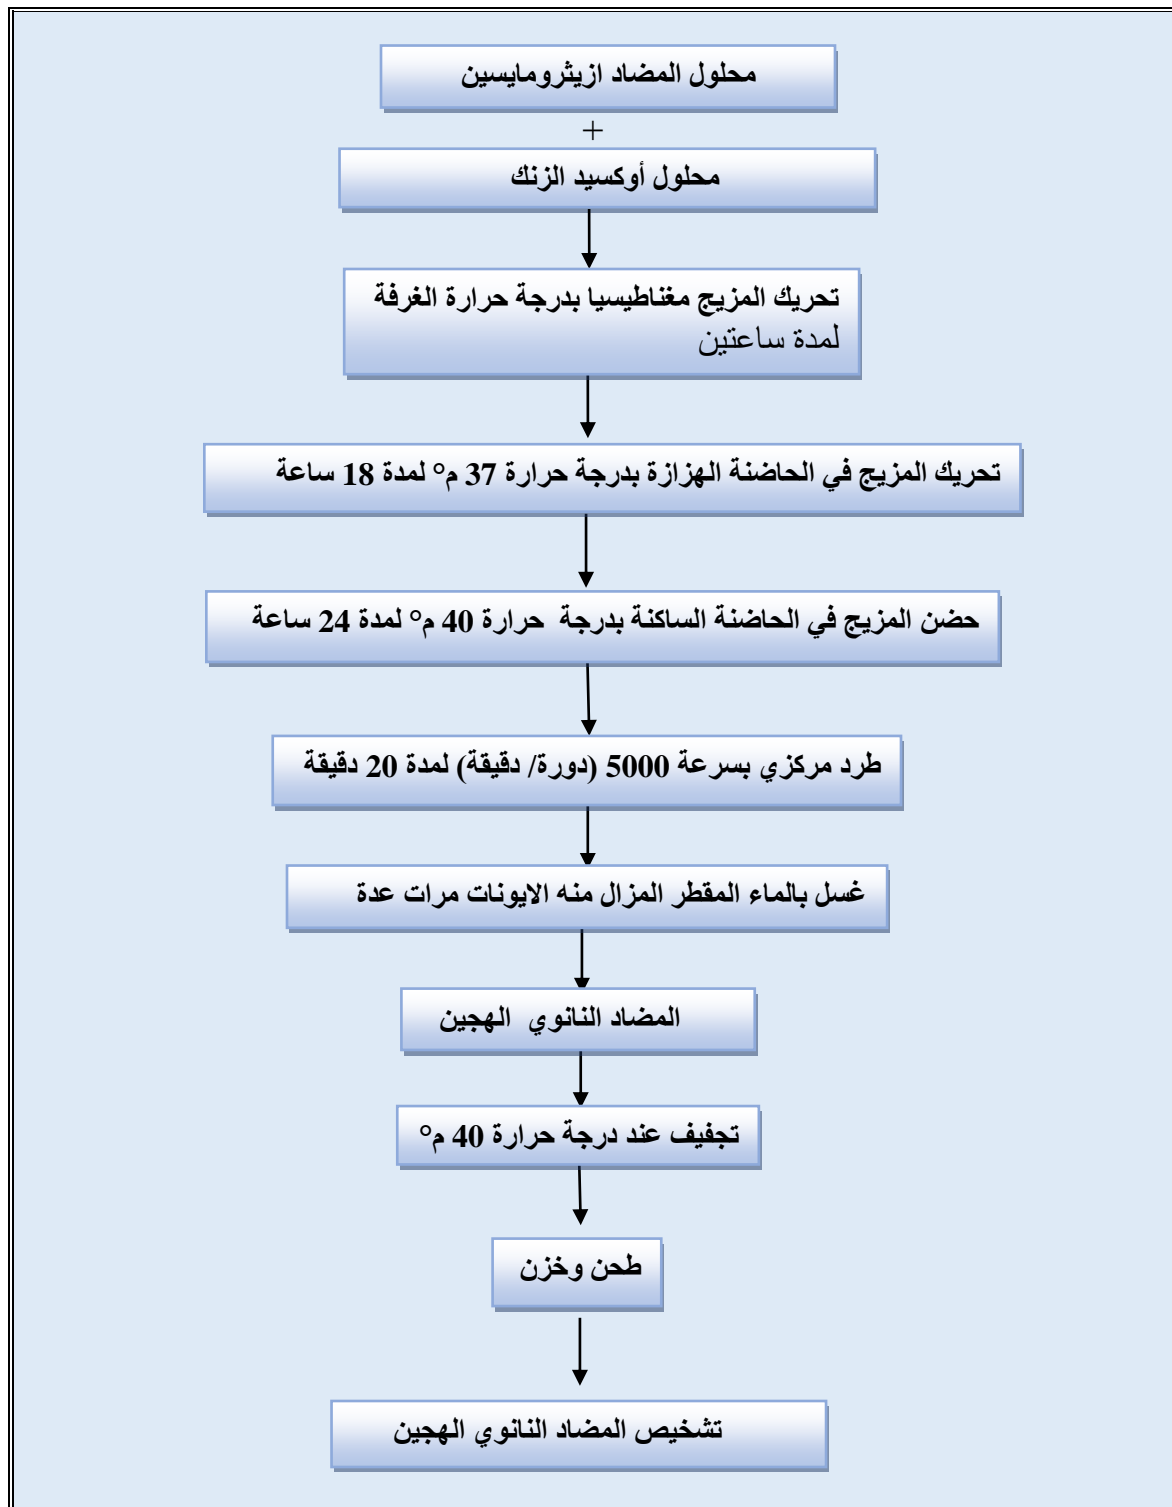 محلول المضاد ازيثرومايسين
+
محلول أوكسيد الزنك
تحريك المزيج مغناطيسيا بدرجة حرارة الغرفة
لمدة ساعتين
تحريك المزيج في الحاضنة الهزازة بدرجة حرارة 37 م° لمدة 18 ساعة
حضن المزيج في الحاضنة الساكنة بدرجة حرارة 40 م° لمدة 24 ساعة
طرد مركزي بسرعة 5000 (دورة/ دقيقة) لمدة 20 دقيقة
غسل بالماء المقطر المزال منه الايونات مرات عدة
المضاد النانوي الهجين
تجفيف عند درجة حرارة 40 م°
طحن وخزن
تشخيص المضاد النانوي الهجين